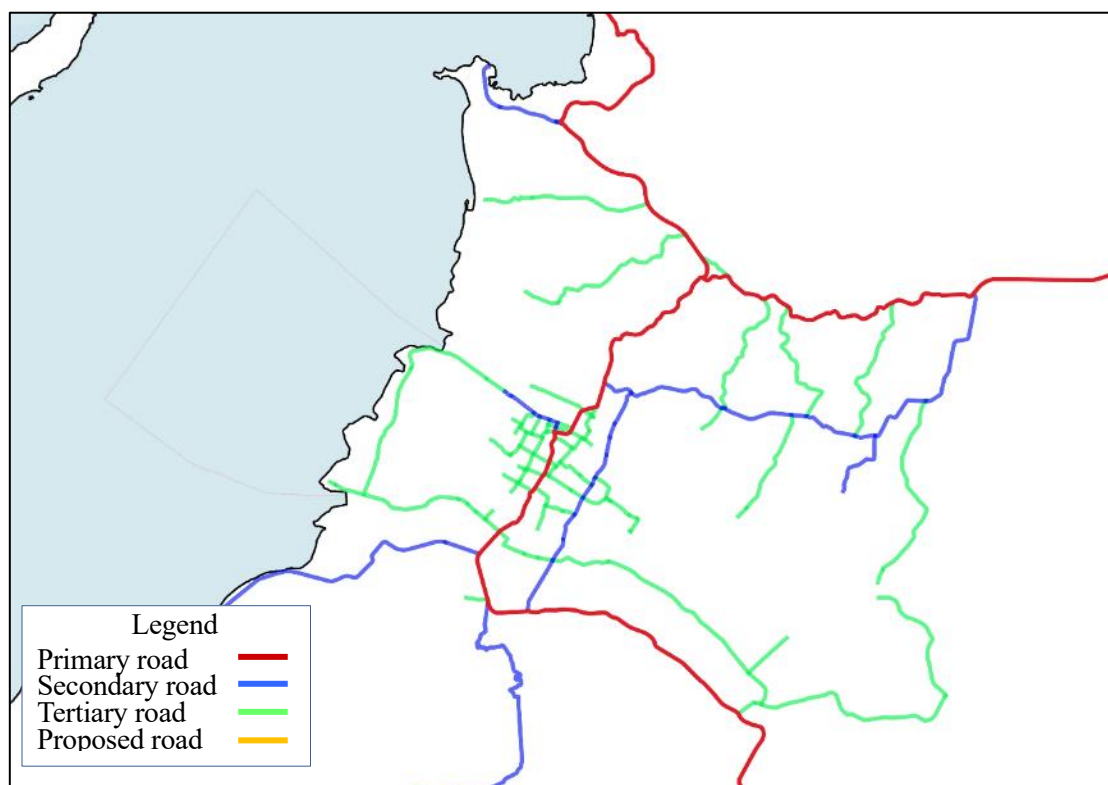 Legend
Primary road
Secondary road
Tertiary road
Proposed road